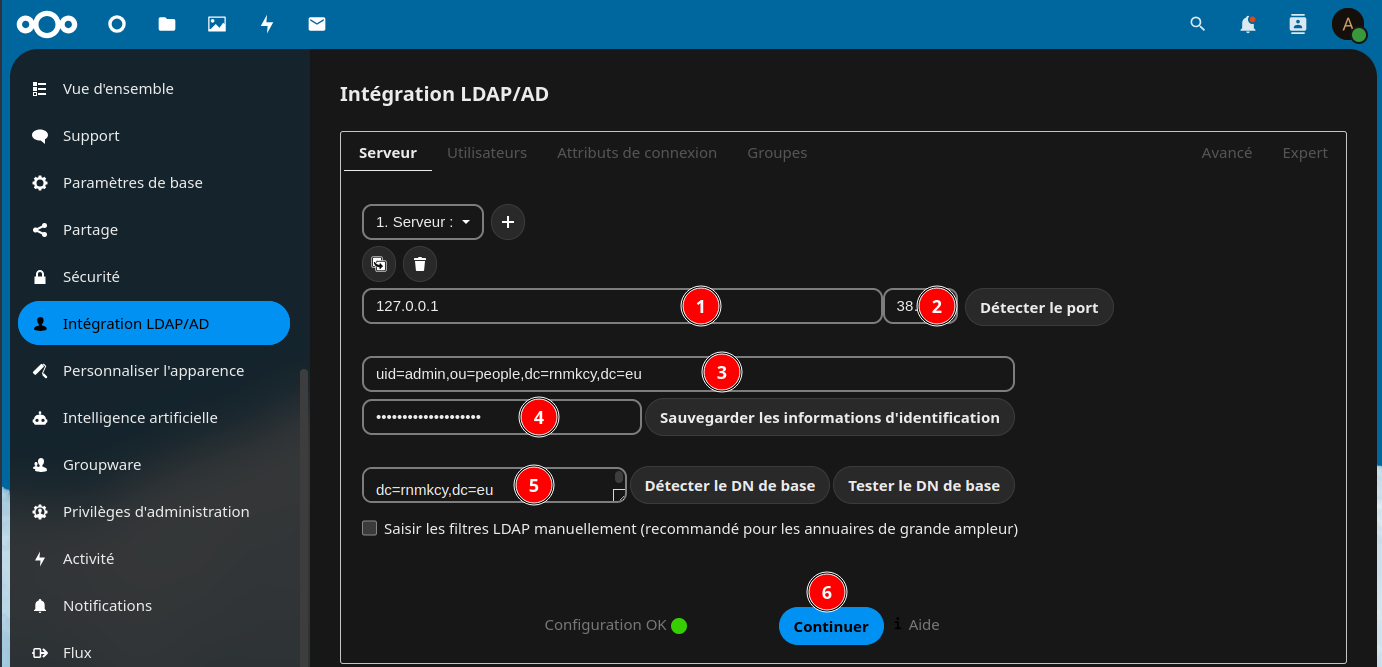 A
Vue d'ensemble
Support
Paramètres de base
Partage
Sécurité
Intégration LDAP/AD
Personnaliser l'apparence
Intelligence artificielle
Groupware
Privilèges d'administration
Activité
Notifications
Flux
Intégration LDAP/AD
Serveur Utilisateurs Attributs de connexion Groupes Avancé Expert
1. Serveur : +
127.0.0.1 1 38 2 Détecter le port
uid=admin,ou=people,dc=rnmkcy,dc=eu 3
•••••••••••••••••••• 4 Sauvegarder les informations d'identification
dc=rnmkcy,dc=eu 5 Détecter le DN de base Tester le DN de base
Saisir les filtres LDAP manuellement (recommandé pour les annuaires de grande ampleur)
6
Configuration OK Continuer i Aide